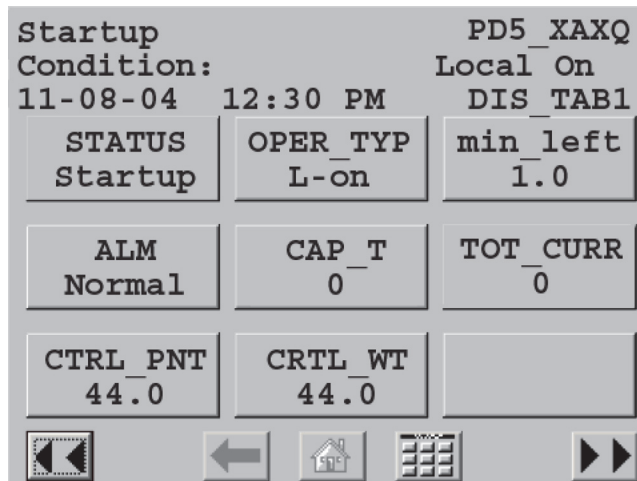 Startup PD5_XAXQ
Condition: Local On
11-08-04 12:30 PM DIS_TAB1
STATUS OPER_TYP min_left
Startup L-on 1.0
ALM CAP_T TOT_CURR
Normal 0 0
CTRL_PNT CRTL_WT
44.0 44.0